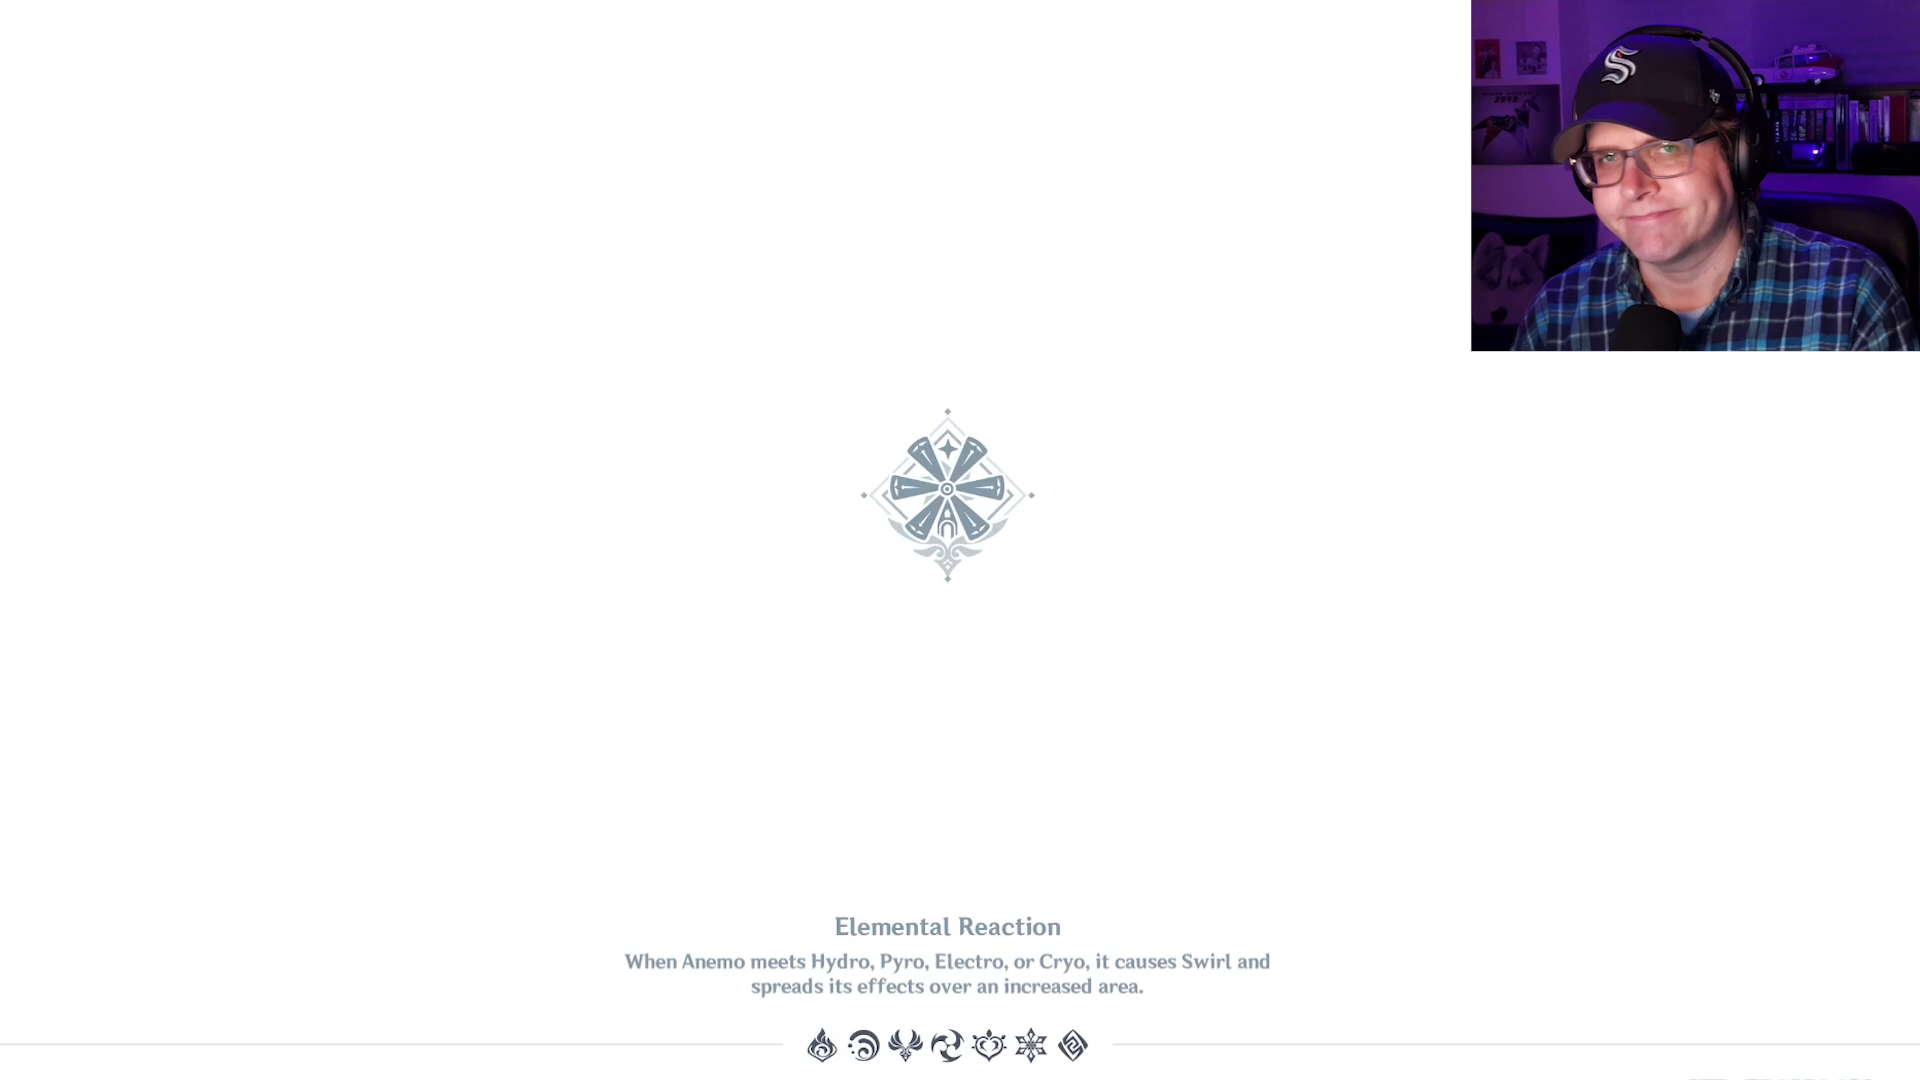 Elemental Reaction
When Anemo meets Hydro, Pyro, Electro, or Cryo, it causes Swirl and
spreads its effects over an increased area.